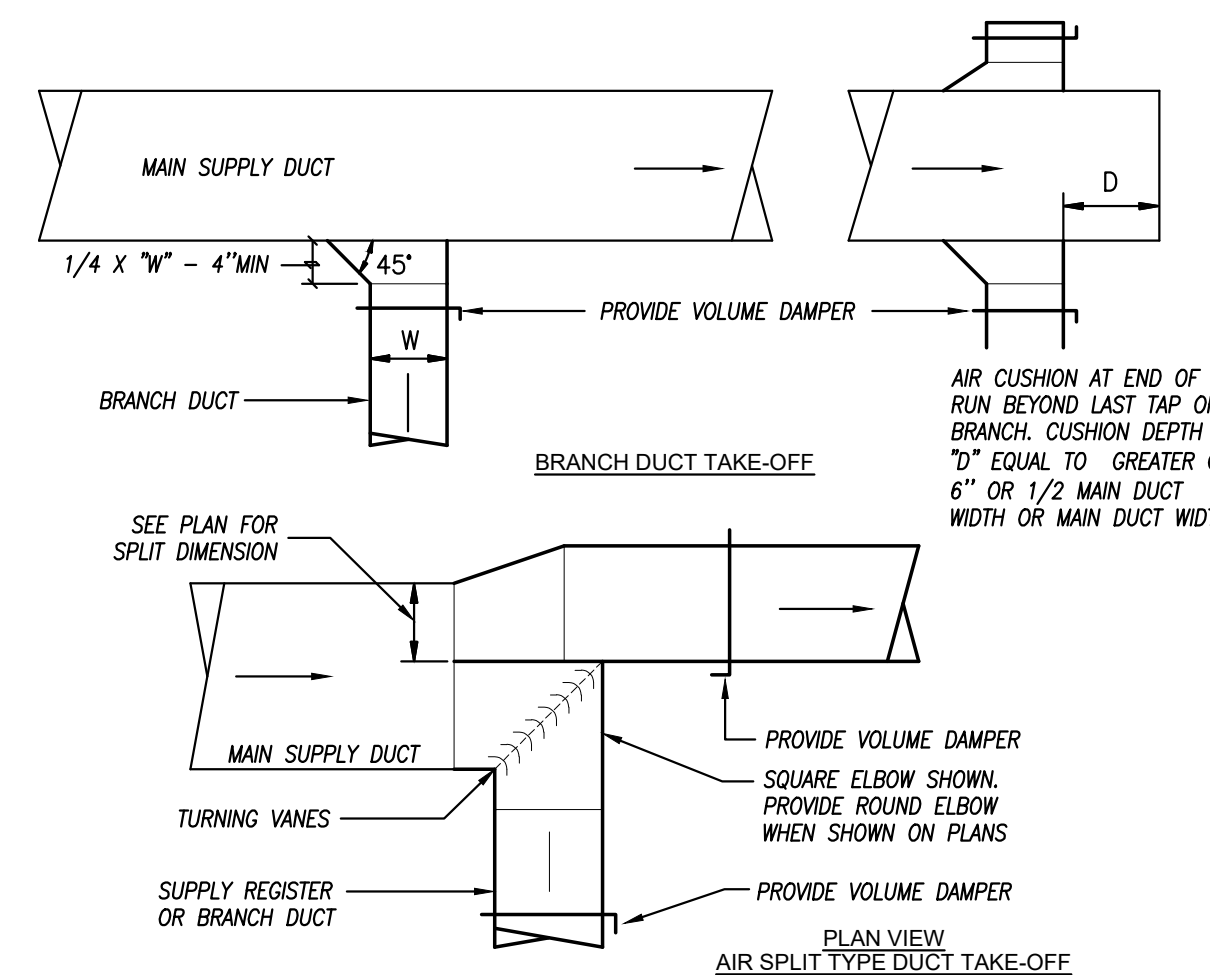 MAIN SUPPLY DUCT
D
1/4 X "W" - 4"MIN
45°
PROVIDE VOLUME DAMPER
W
BRANCH DUCT
AIR CUSHION AT END OF
RUN BEYOND LAST TAP
BRANCH. CUSHION DEPTH
"D" EQUAL TO GREATER
6" OR 1/2 MAIN DUCT
WIDTH OR MAIN DUCT
BRANCH DUCT TAKE-OFF
SEE PLAN FOR
SPLIT DIMENSION
MAIN SUPPLY DUCT
PROVIDE VOLUME DAMPER
SQUARE ELBOW SHOWN.
PROVIDE ROUND ELBOW
WHEN SHOWN ON PLANS
TURNING VANES
SUPPLY REGISTER
OR BRANCH DUCT
PROVIDE VOLUME DAMPER
PLAN VIEW
AIR SPLIT TYPE DUCT TAKE-OFF